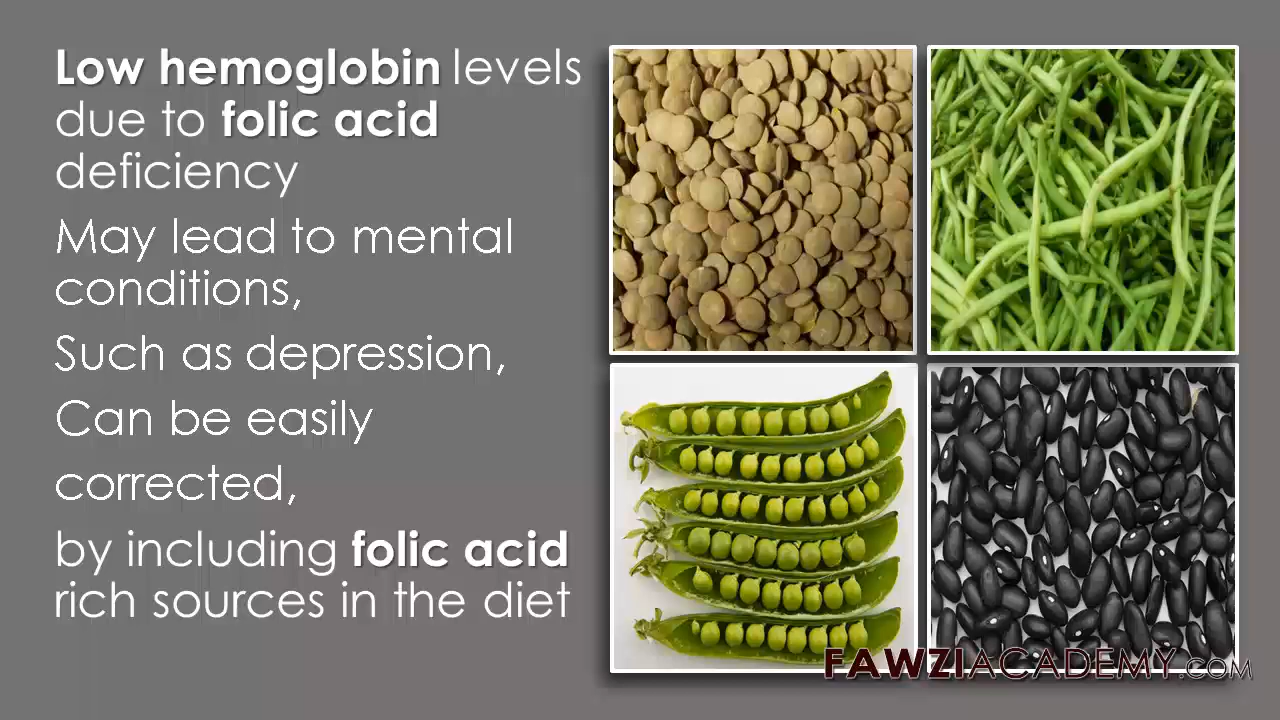 Low hemoglobin levels
due to folic acid
deficiency
May lead to mental
conditions,
Such as depression,
Can be easily
corrected,
by including folic acid
rich sources in the diet
FAWZIACADEMY.COM